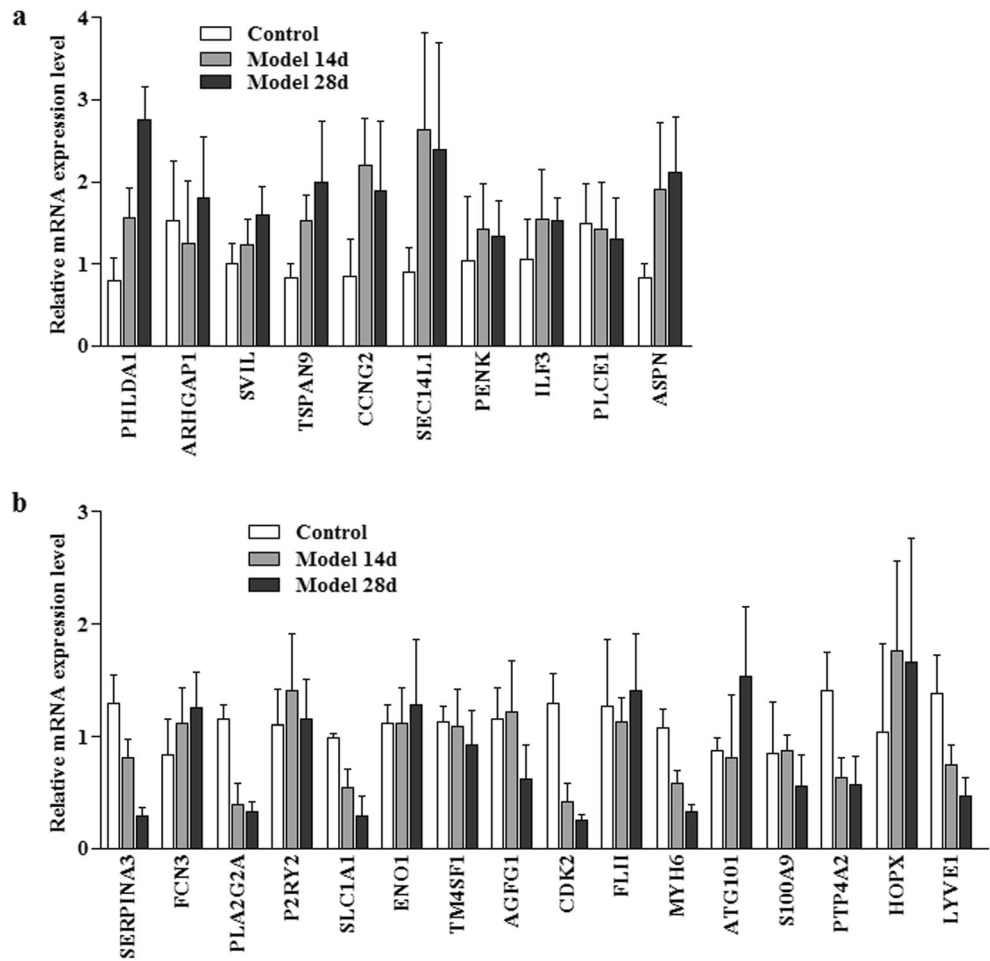 a
Relative mRNA expression level
4
3
2
1
0
Control
Model 14d
Model 28d
PHLDA1
ARHGAP1
SVIL
TSPAN9
CCNG2
SEC14L1
PENK
ILF3
PLCE1
ASPN
b
Relative mRNA expression level
3
2
1
0
Control
Model 14d
Model 28d
SERPINA3
FCN3
PLA2G2A
P2RY2
SLC1A1
ENO1
TM4SF1
AGFG1
CDK2
FLII
MYH6
ATG101
S100A9
PTP4A2
HOPX
LYVE1